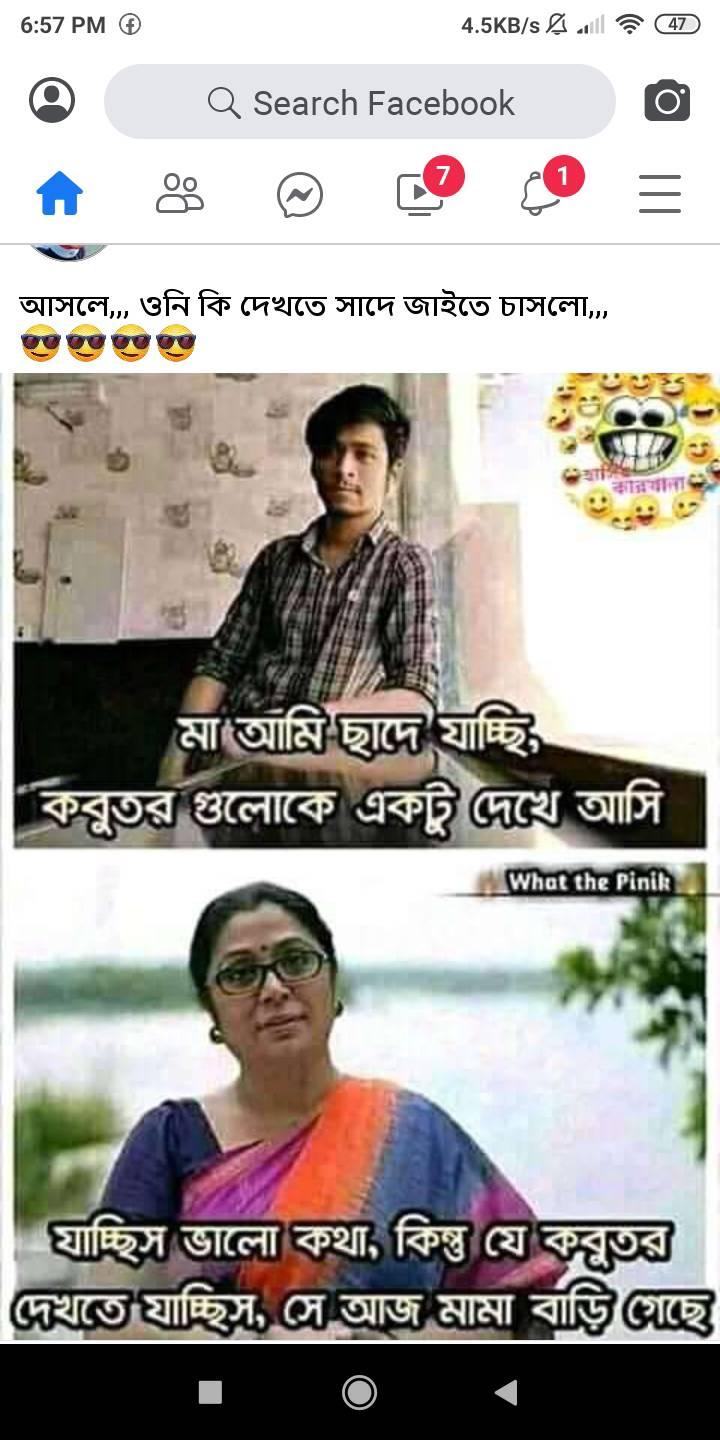 6:57 PM
4.5KB/s
47
Search Facebook
7
1
আসলে,,, ওনি কি দেখতে সাদে জাইতে চাসলো,,,
😎😎😎😎
হাসির
কারখানা
মা আমি ছাদে যাচ্ছি,
কবুতর গুলোকে একটু দেখে আসি
What the Pinik
যাচ্ছিস ভালো কথা, কিন্তু যে কবুতর
দেখতে যাচ্ছিস, সে আজ মামা বাড়ি গেছে